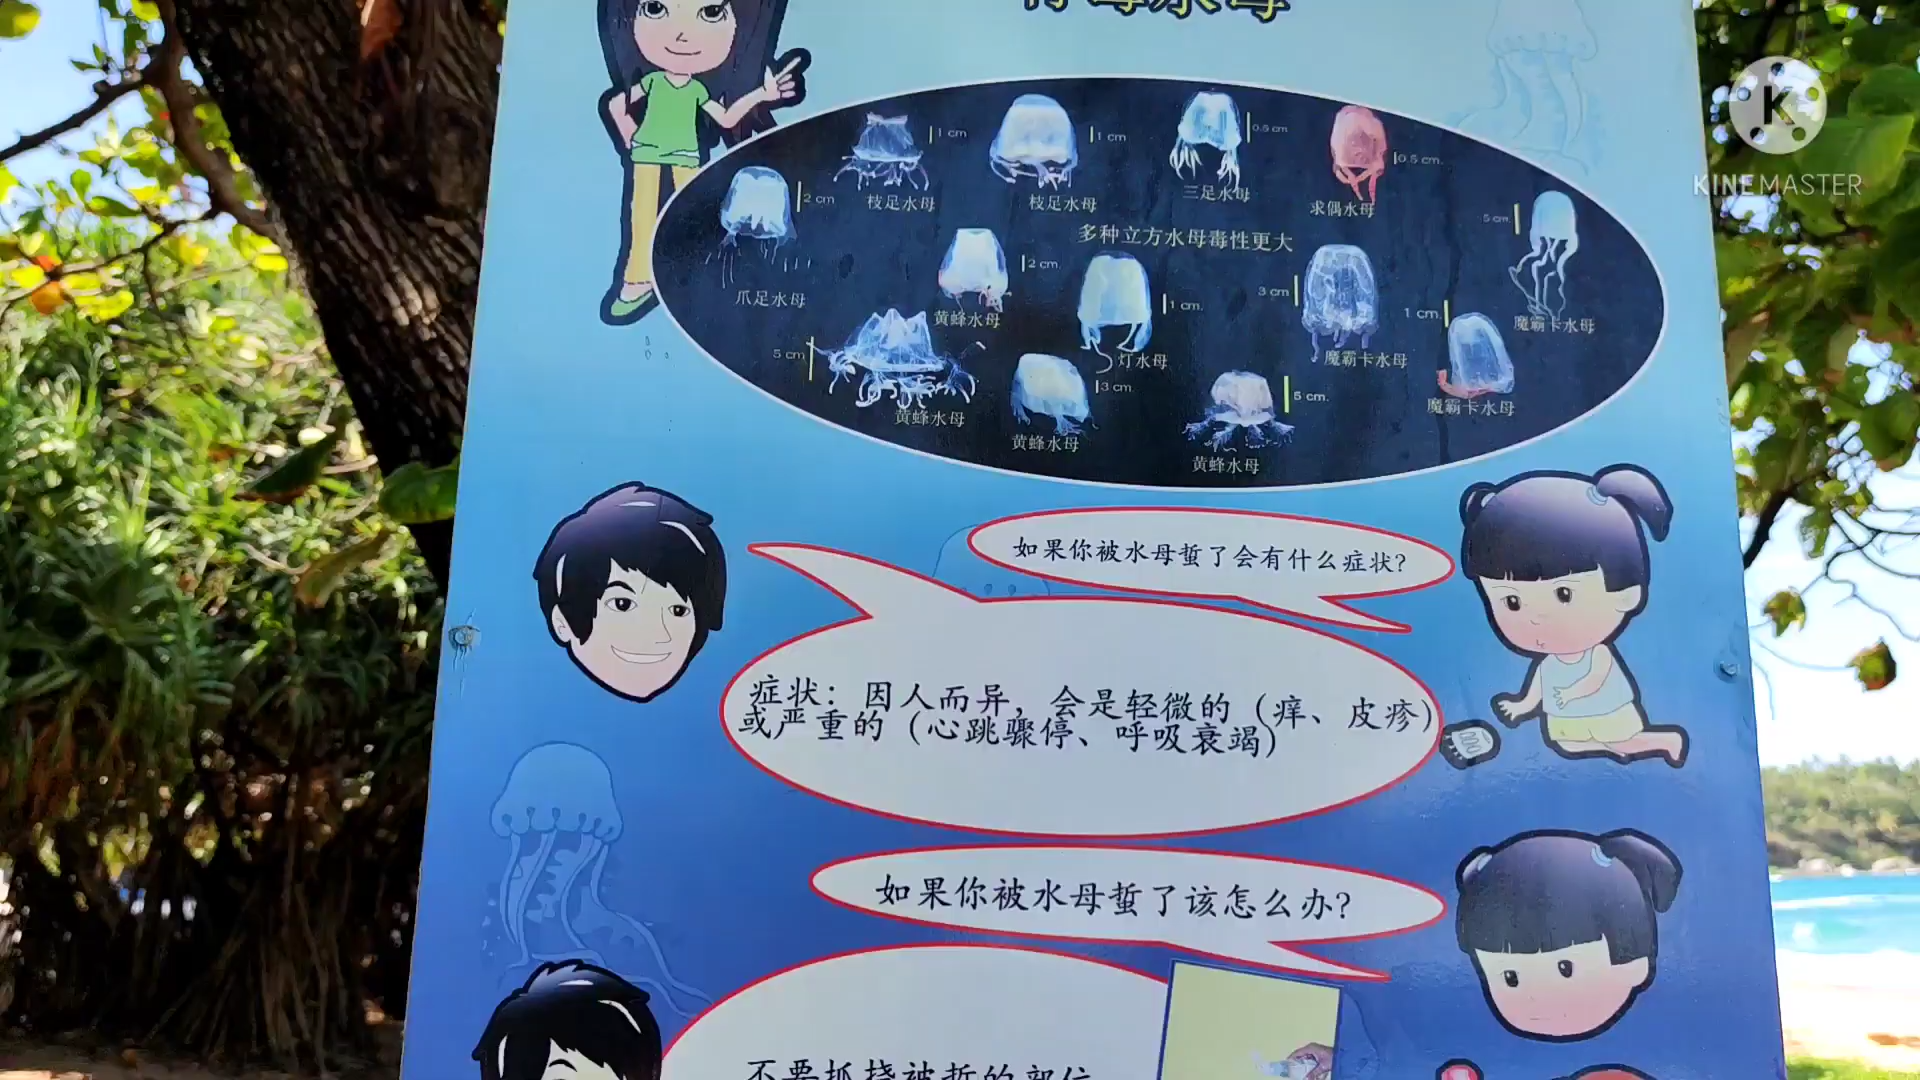 有毒水母
KINEMASTER
1 cm
1 cm
0.5 cm
0.5 cm.
2 cm
枝足水母
枝足水母
三足水母
求偶水母
5 cm.
多种立方水母毒性更大
爪足水母
2 cm.
黄蜂水母
1 cm.
3 cm
1 cm.
魔霸卡水母
5 cm
灯水母
魔霸卡水母
黄蜂水母
3 cm.
5 cm.
魔霸卡水母
黄蜂水母
黄蜂水母
如果你被水母蜇了会有什么症状？
症状：因人而异，会是轻微的（痒、皮疹）
或严重的（心跳骤停、呼吸衰竭）
如果你被水母蜇了该怎么办？
不要抓挠被蜇的部位